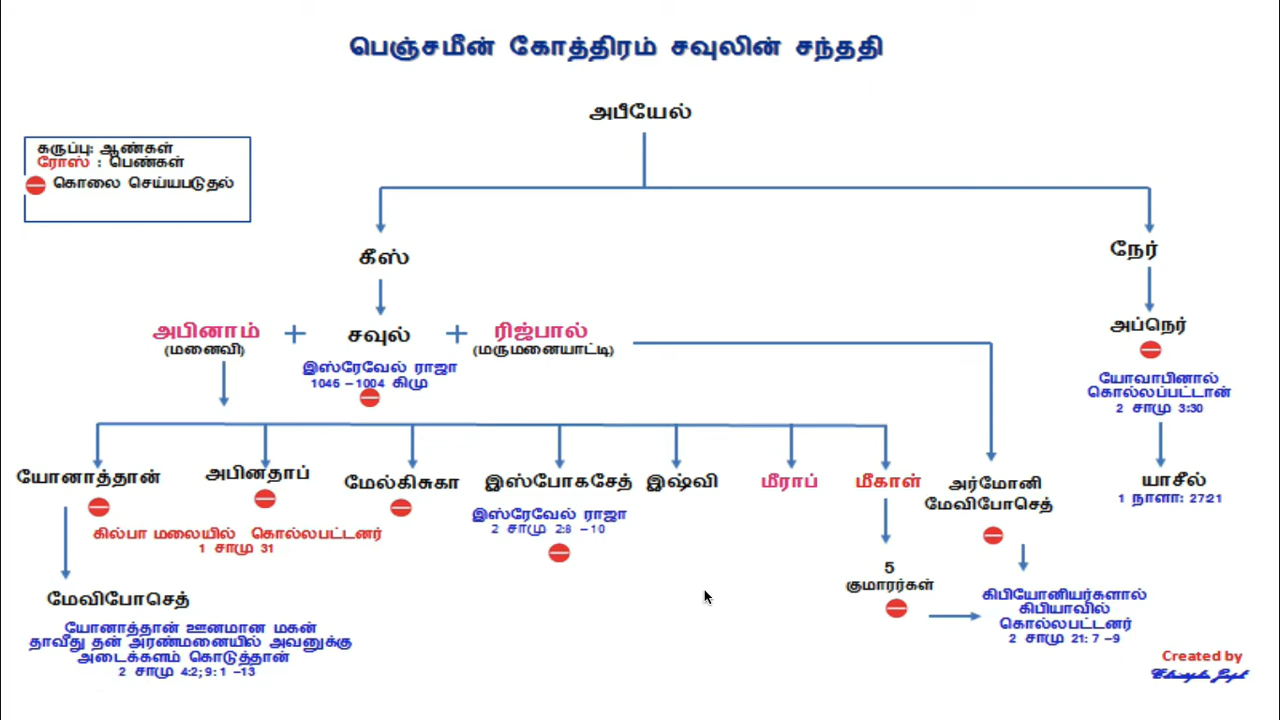 பெஞ்சமீன் கோத்திரம் சவுலின் சந்ததி
அபீயேல்
கருப்பு: ஆண்கள்
ரோஸ் : பெண்கள்
கொலை செய்யபடுதல்
கீஸ்
நேர்
அபினாம்
(மனைவி)
சவுல்
இஸ்ரேவேல் ராஜா
1046 – 1004 கிமு
ரிஜ்பால்
(மருமனையாட்டி)
அப்நெர்
யோவாபினால்
கொல்லப்பட்டான்
2 சாமு 3:30
யோனாத்தான்
அபினதாப்
மேல்கிசுகா
இஸ்போகசேத்
இஷ்வி
மீராப்
மீகாள்
அர்மோனி
மேவிபோசெத்
யாசீல்
1 நாளா: 27:21
இஸ்ரேவேல் ராஜா
2 சாமு 2:8 – 10
கில்பா மலையில் கொல்லபட்டனர்
1 சாமு 31
5
குமாரர்கள்
மேவிபோசெத்
யோனாத்தான் ஊனமான மகன்
தாவீது தன் அரண்மனையில் அவனுக்கு
அடைக்களம் கொடுத்தான்
2 சாமு 4:2; 9: 1 –13
கிபியோனியர்களால்
கிபியாவில்
கொல்லபட்டனர்
2 சாமு 21: 7 –9
Created by